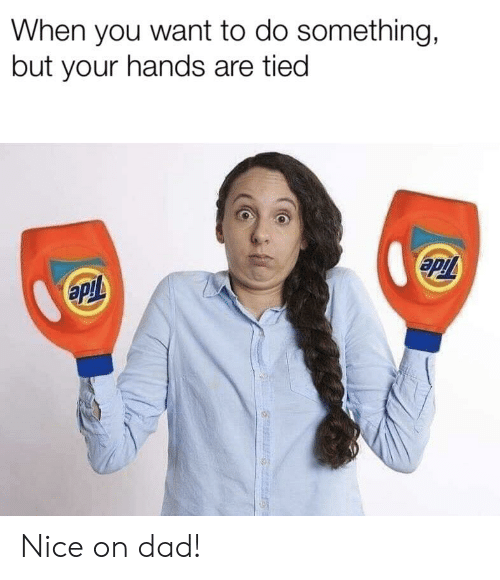 When you want to do something,
but your hands are tied
Tide
Tide
Nice on dad!